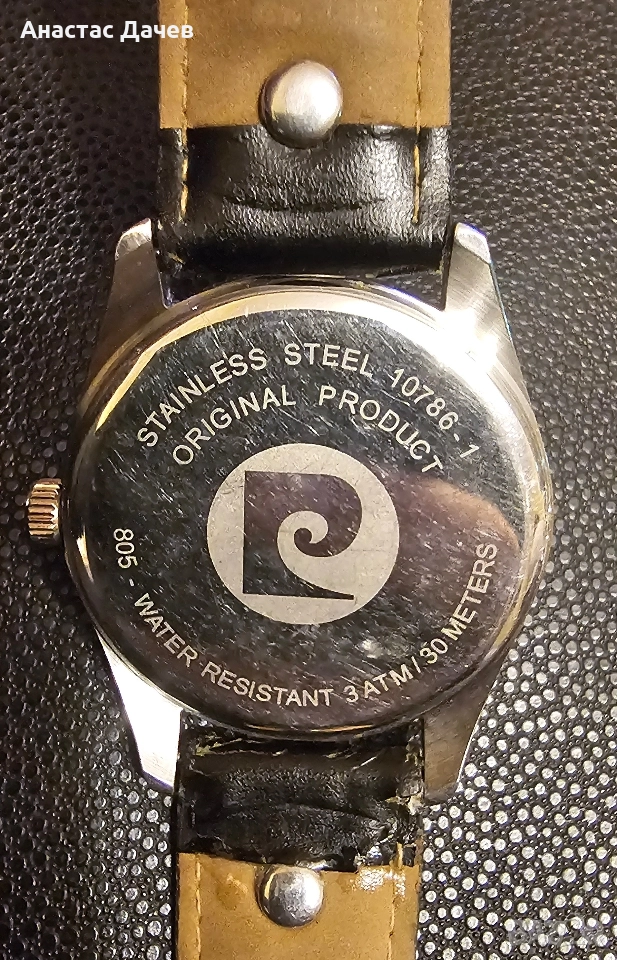 Анастас Дачев
STAINLESS STEEL 10786-1
ORIGINAL PRODUCT
805 - WATER RESISTANT 3 ATM / 30 METERS